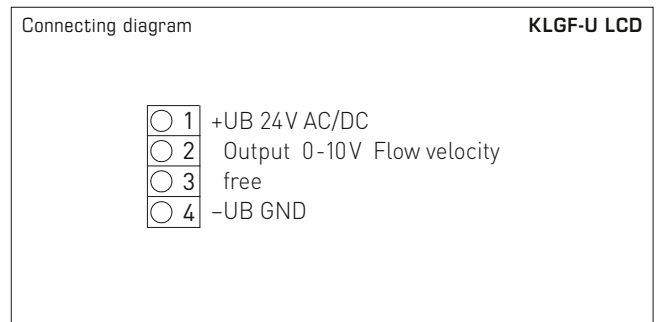 Connecting diagram KLGF-U LCD
1 +UB 24V AC/DC
2 Output 0-10V Flow velocity
3 free
4 –UB GND